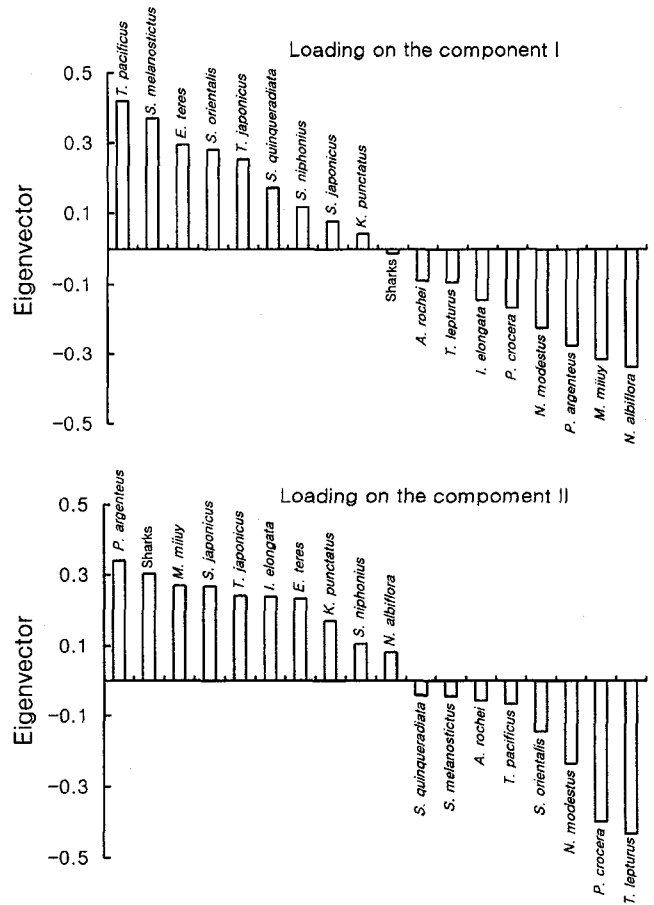 Loading on the component I
Eigenvector
0.5
0.3
0.1
-0.1
-0.3
-0.5
T. pacificus
S. melanostictus
E. teres
S. orientalis
T. japonicus
S. quinqueradiata
S. niphonius
S. japonicus
K. punctatus
Sharks
A. rochei
T. lepturus
I. elongata
P. crocera
N. modestus
P. argenteus
M. miiuy
N. albiflora
Loading on the compoment II
Eigenvector
0.5
0.3
0.1
-0.1
-0.3
-0.5
P. argenteus
Sharks
M. miiuy
S. japonicus
T. japonicus
I. elongata
E. teres
K. punctatus
S. niphonius
N. albiflora
S. quinqueradiata
S. melanostictus
A. rochei
T. pacificus
S. orientalis
N. modestus
P. crocera
T. lepturus